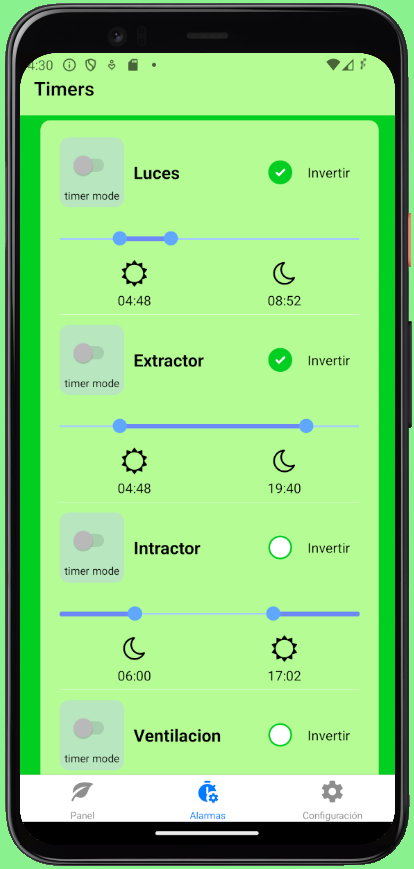 4:30
Timers
timer mode
Luces
Invertir
04:48
08:52
timer mode
Extractor
Invertir
04:48
19:40
timer mode
Intractor
Invertir
06:00
17:02
timer mode
Ventilacion
Invertir
Panel
Alarmas
Configuración